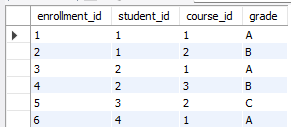 enrollment_id student_id course_id grade
1 1 1 A
2 1 2 B
3 2 1 A
4 2 3 B
5 3 2 C
6 4 1 A